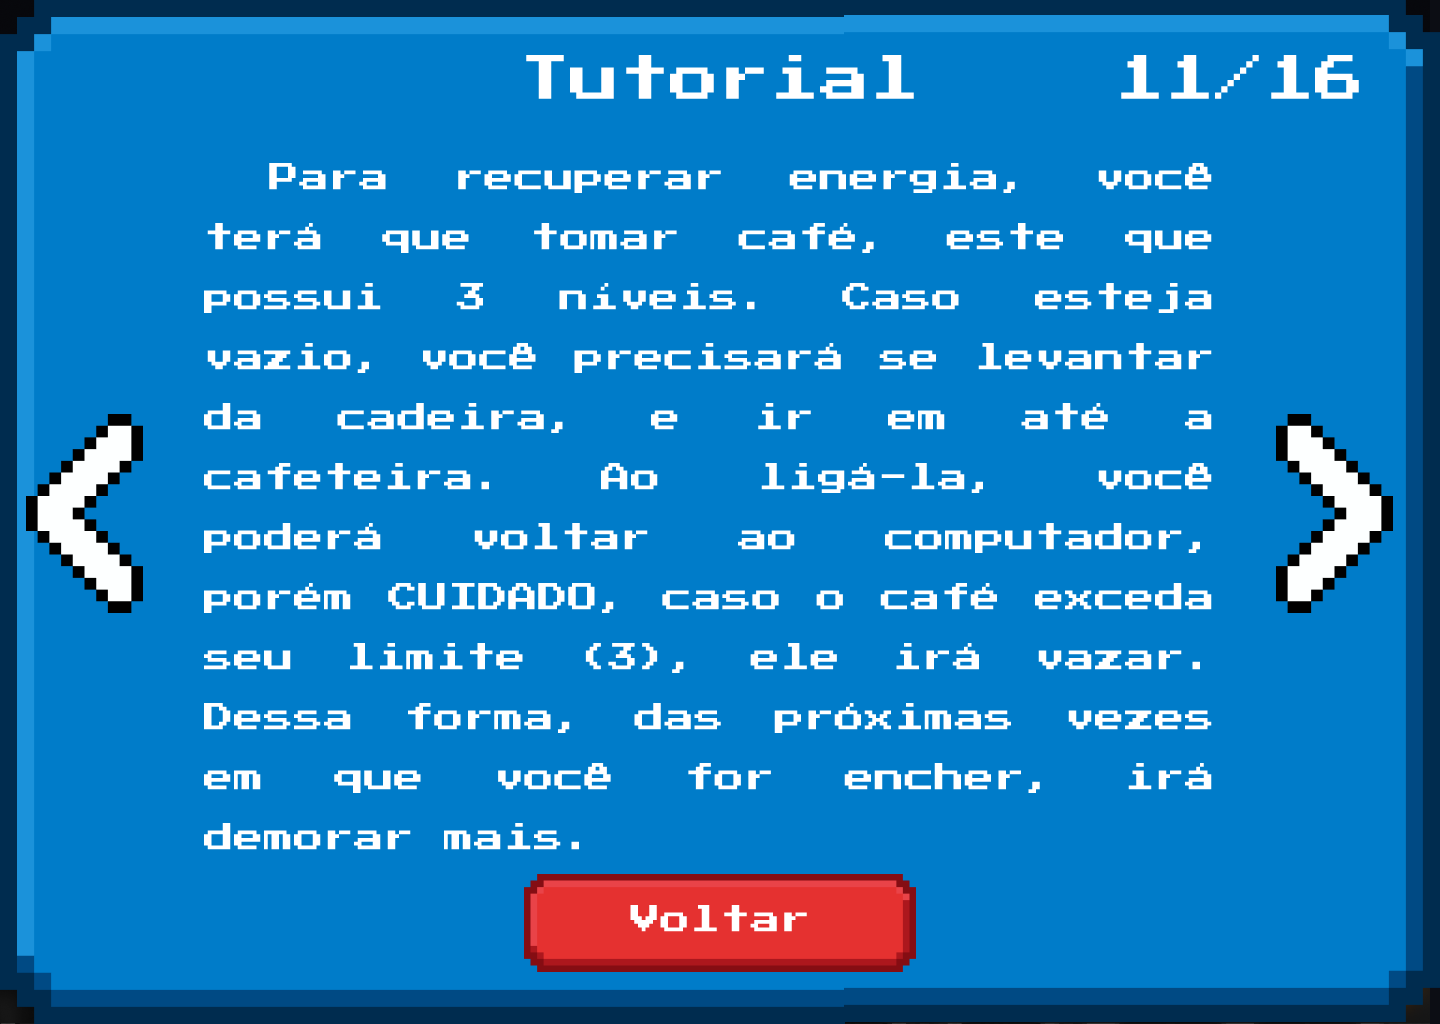 Tutorial 11/16
Para recuperar energia, você
terá que tomar café, este que
possui 3 níveis. Caso esteja
vazio, você precisará se levantar
da cadeira, e ir em até a
cafeteira. Ao ligá-la, você
poderá voltar ao computador,
porém CUIDADO, caso o café exceda
seu limite (3), ele irá vazar.
Dessa forma, das próximas vezes
em que você for encher, irá
demorar mais.
Voltar